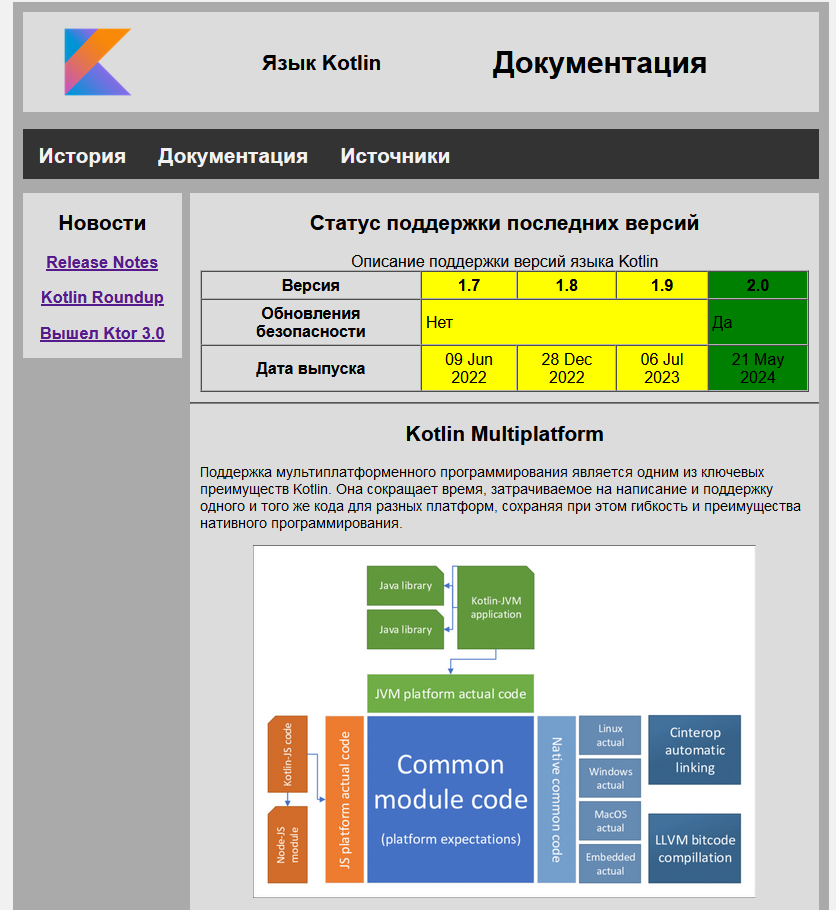 Язык Kotlin
Документация
История Документация Источники
Новости
Release Notes
Kotlin Roundup
Вышел Ktor 3.0
Статус поддержки последних версий
Описание поддержки версий языка Kotlin
Версия 1.7 1.8 1.9 2.0
Обновления
безопасности
Нет Да
Дата выпуска
09 Jun
2022
28 Dec
2022
06 Jul
2023
21 May
2024
Kotlin Multiplatform
Поддержка мультиплатформенного программирования является одним из ключевых
преимуществ Kotlin. Она сокращает время, затрачиваемое на написание и поддержку
одного и того же кода для разных платформ, сохраняя при этом гибкость и преимущества
нативного программирования.
Java library
Java library
Kotlin-JVM
application
JVM platform actual code
Kotlin-JS code
Node-JS
module
JS platform actual code
Common
module code
(platform expectations)
Native common code
Linux
actual
Windows
actual
MacOS
actual
Embedded
actual
Cinterop
automatic
linking
LLVM bitcode
compillation